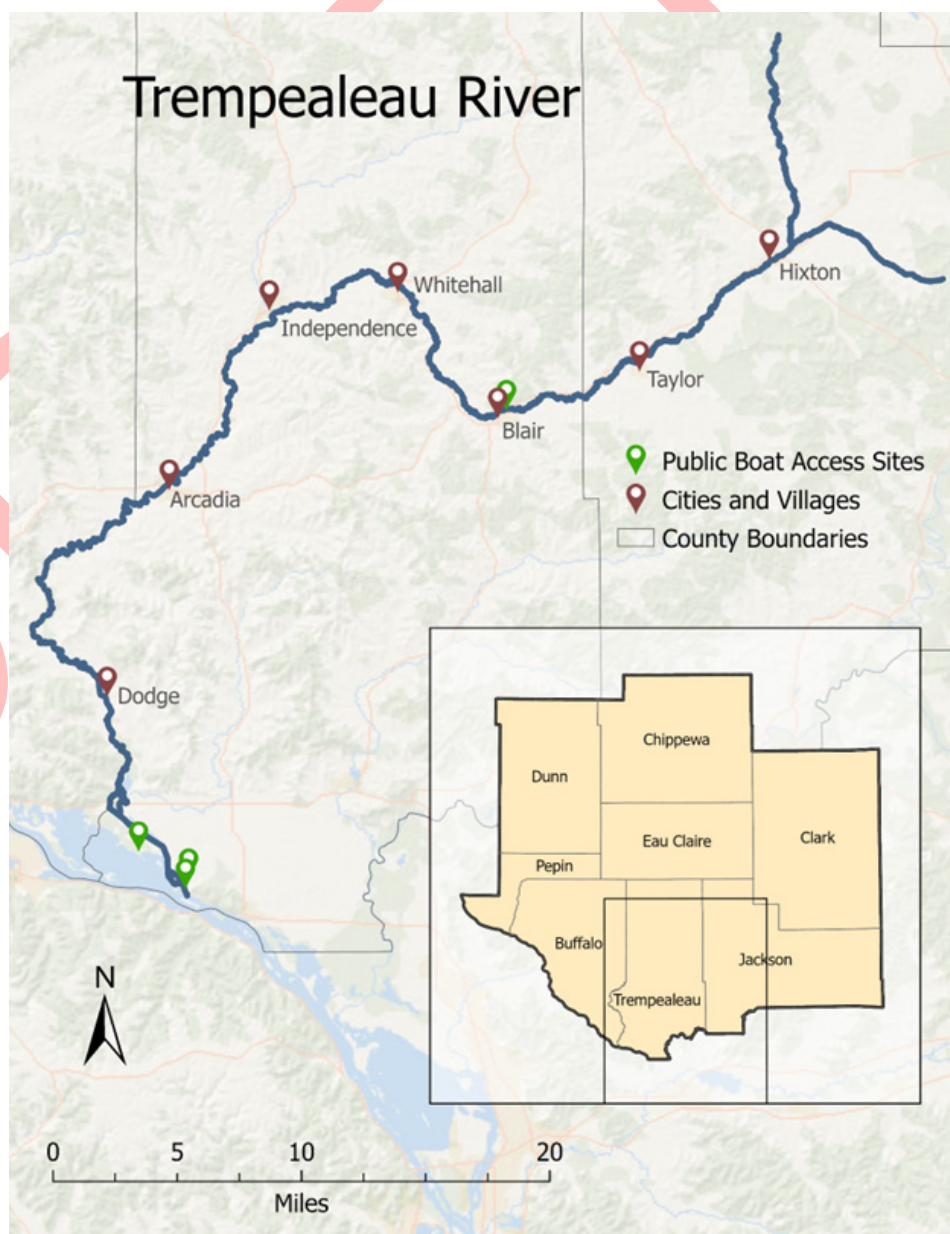 Trempealeau River
Whitehall
Hixton
Independence
Taylor
Blair
Public Boat Access Sites
Arcadia
Cities and Villages
County Boundaries
Dodge
Chippewa
Dunn
Eau Claire
Clark
Pepin
Buffalo
Jackson
Trempealeau
N
0 5 10 20
Miles